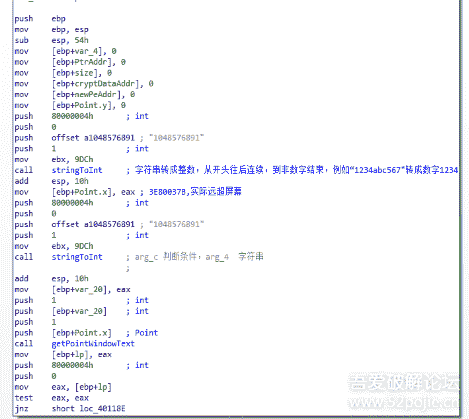 push    ebp
mov     ebp, esp
sub     esp, 54h
mov     [ebp+var_4], 0
mov     [ebp+PtrAddr], 0
mov     [ebp+size], 0
mov     [ebp+cryptDataAddr], 0
mov     [ebp+newPeAddr], 0
mov     [ebp+Point.y], 0
push    80000004h       ; int
push    0
push    offset a1048576891 ; "1048576891"
push    1               ; int
mov     ebx, 9DCh
call    stringToInt     ; 字符串转成整数，从开头往后连续，到非数字结束，例如"1234abc567"转成数字1234
add     esp, 10h
mov     [ebp+Point.x], eax ; 3E80037B,实际远超屏幕
push    80000004h       ; int
push    0
push    offset a1048576891 ; "1048576891"
push    1               ; int
mov     ebx, 9DCh
call    stringToInt     ; arg_c 判断条件，arg_4  字符串
;
add     esp, 10h
mov     [ebp+var_20], eax
push    1               ; int
push    [ebp+var_20]    ; int
push    1
push    [ebp+Point.x]   ; Point
call    getPointWindowText
mov     [ebp+lp], eax
push    80000004h       ; int
push    0
mov     eax, [ebp+lp]
test    eax, eax
jnz     short loc_40118E
吾爱破解论坛
www.52pojie.cn